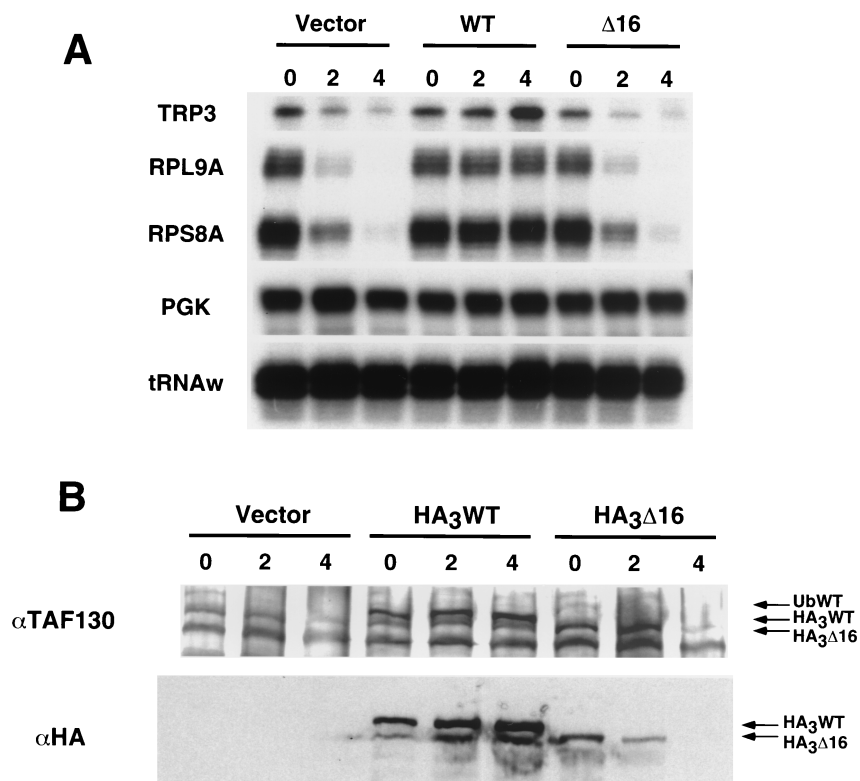 A
Vector WT Δ16
0 2 4 0 2 4 0 2 4
TRP3
RPL9A
RPS8A
PGK
tRNAw
B
Vector HA3WT HA3Δ16
0 2 4 0 2 4 0 2 4
αTAF130
UbWT
HA3WT
HA3Δ16
αHA
HA3WT
HA3Δ16